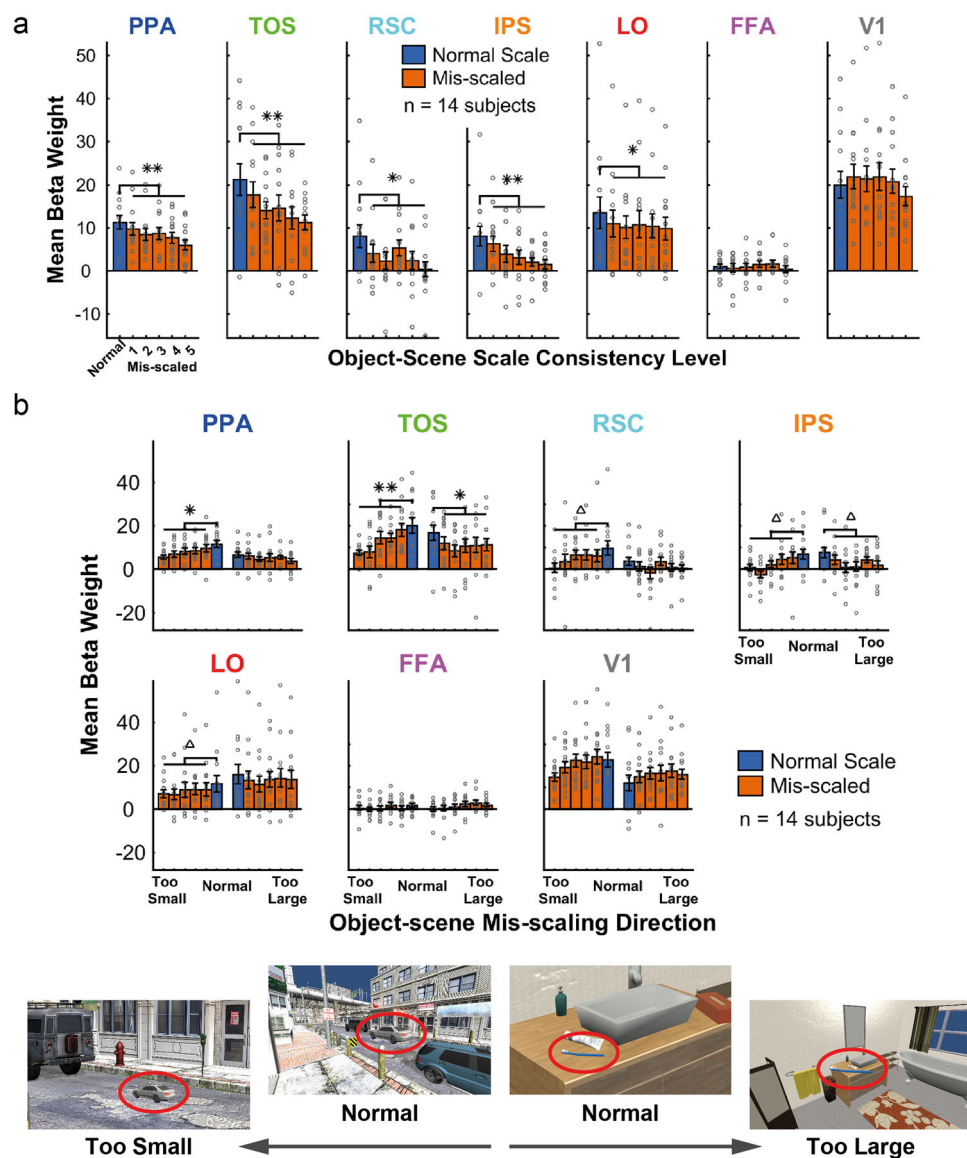 a
PPA TOS RSC IPS LO FFA V1
50
40
30
20
10
0
-10
Mean Beta Weight
Normal Scale
Mis-scaled
n = 14 subjects
** ** * ** *
Normal 1 2 3 4 5
Mis-scaled
Object-Scene Scale Consistency Level
b
PPA TOS RSC IPS
40
20
0
-20
Mean Beta Weight
* ** * Δ Δ Δ
Too Small Normal Too Large
LO FFA V1
40
20
0
-20
Δ
Normal Scale
Mis-scaled
n = 14 subjects
Too Small Normal Too Large Too Small Normal Too Large Too Small Normal Too Large
Object-scene Mis-scaling Direction
Normal Normal
Too Small Too Large